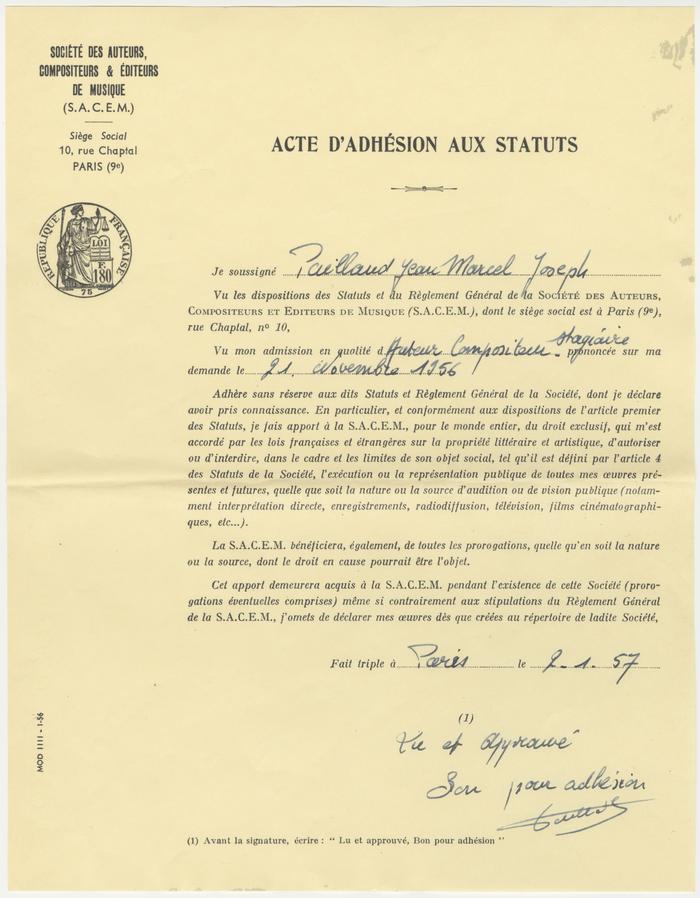 SOCIÉTÉ DES AUTEURS,
COMPOSITEURS & ÉDITEURS
DE MUSIQUE
(S.A.C.E.M.)
Siège Social
10, rue Chaptal
PARIS (9e)
RÉPUBLIQUE FRANÇAISE
LOI
F.
180
75
ACTE D'ADHÉSION AUX STATUTS
Je soussigné Paillaud Jean Marcel Joseph
Vu les dispositions des Statuts et du Règlement Général de la SOCIÉTÉ DES AUTEURS,
COMPOSITEURS ET EDITEURS DE MUSIQUE (S.A.C.E.M.), dont le siège social est à Paris (9e),
rue Chaptal, n° 10,
Vu mon admission en qualité d'Auteur Compositeur stagiaire prononcée sur ma
demande le 21 Novembre 1956
Adhère sans réserve aux dits Statuts et Règlement Général de la Société, dont je déclare
avoir pris connaissance. En particulier, et conformément aux dispositions de l'article premier
des Statuts, je fais apport à la S.A.C.E.M., pour le monde entier, du droit exclusif, qui m'est
accordé par les lois françaises et étrangères sur la propriété littéraire et artistique, d'autoriser
ou d'interdire, dans le cadre et les limites de son objet social, tel qu'il est défini par l'article 4
des Statuts de la Société, l'exécution ou la représentation publique de toutes mes œuvres pré-
sentes et futures, quelle que soit la nature ou la source d'audition ou de vision publique (notam-
ment interprétation directe, enregistrements, radiodiffusion, télévision, films cinématographi-
ques, etc...).
La S.A.C.E.M. bénéficiera, également, de toutes les prorogations, quelle qu'en soit la nature
ou la source, dont le droit en cause pourrait être l'objet.
Cet apport demeurera acquis à la S.A.C.E.M. pendant l'existence de cette Société (proro-
gations éventuelles comprises) même si contrairement aux stipulations du Règlement Général
de la S.A.C.E.M., j'omets de déclarer mes œuvres dès que créées au répertoire de ladite Société,
Fait triple à Paris le 2-1-57
(1)
Lu et approuvé
Bon pour adhésion
MOD 1111 - 1-56
(1) Avant la signature, écrire : " Lu et approuvé, Bon pour adhésion "